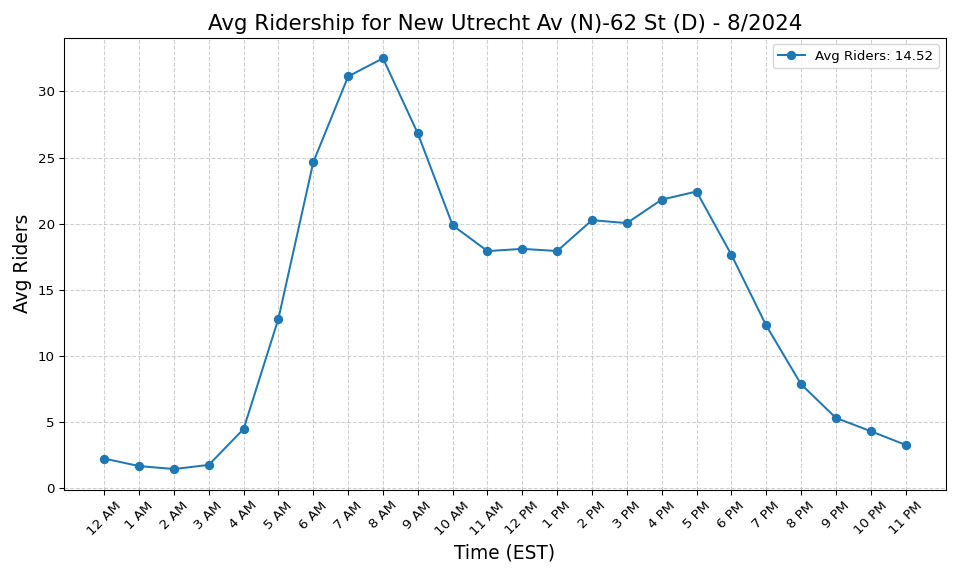 Avg Ridership for New Utrecht Av (N)-62 St (D) - 8/2024
Avg Riders: 14.52
Avg Riders
30
25
20
15
10
5
0
12 AM
1 AM
2 AM
3 AM
4 AM
5 AM
6 AM
7 AM
8 AM
9 AM
10 AM
11 AM
12 PM
1 PM
2 PM
3 PM
4 PM
5 PM
6 PM
7 PM
8 PM
9 PM
10 PM
11 PM
Time (EST)